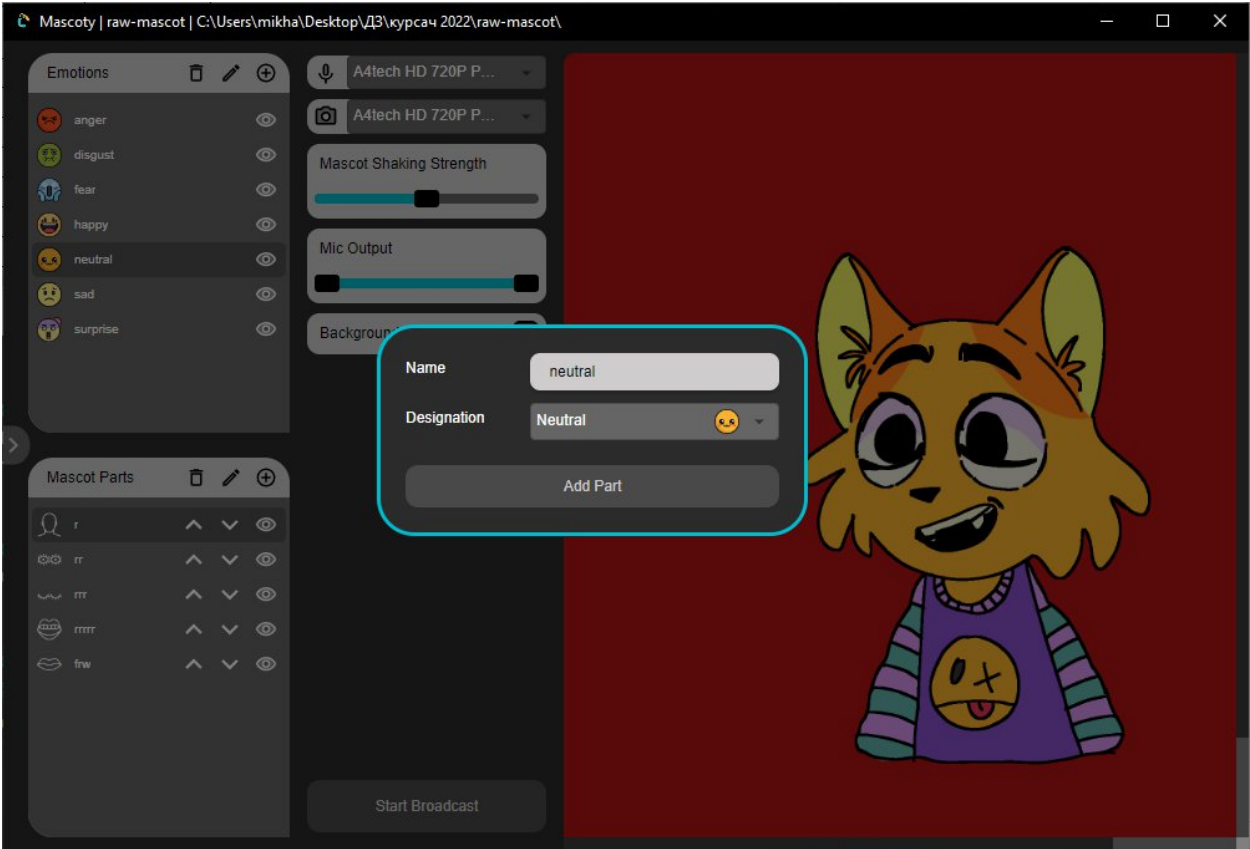 Mascoty | raw-mascot | C:\Users\mikha\Desktop\ДЗ\курсач 2022\raw-mascot\
Emotions
anger
disgust
fear
happy
neutral
sad
surprise
Mascot Parts
r
rr
rrr
rrrrr
frw
A4tech HD 720P P...
A4tech HD 720P P...
Mascot Shaking Strength
Mic Output
Background
Name
neutral
Designation
Neutral
Add Part
Start Broadcast